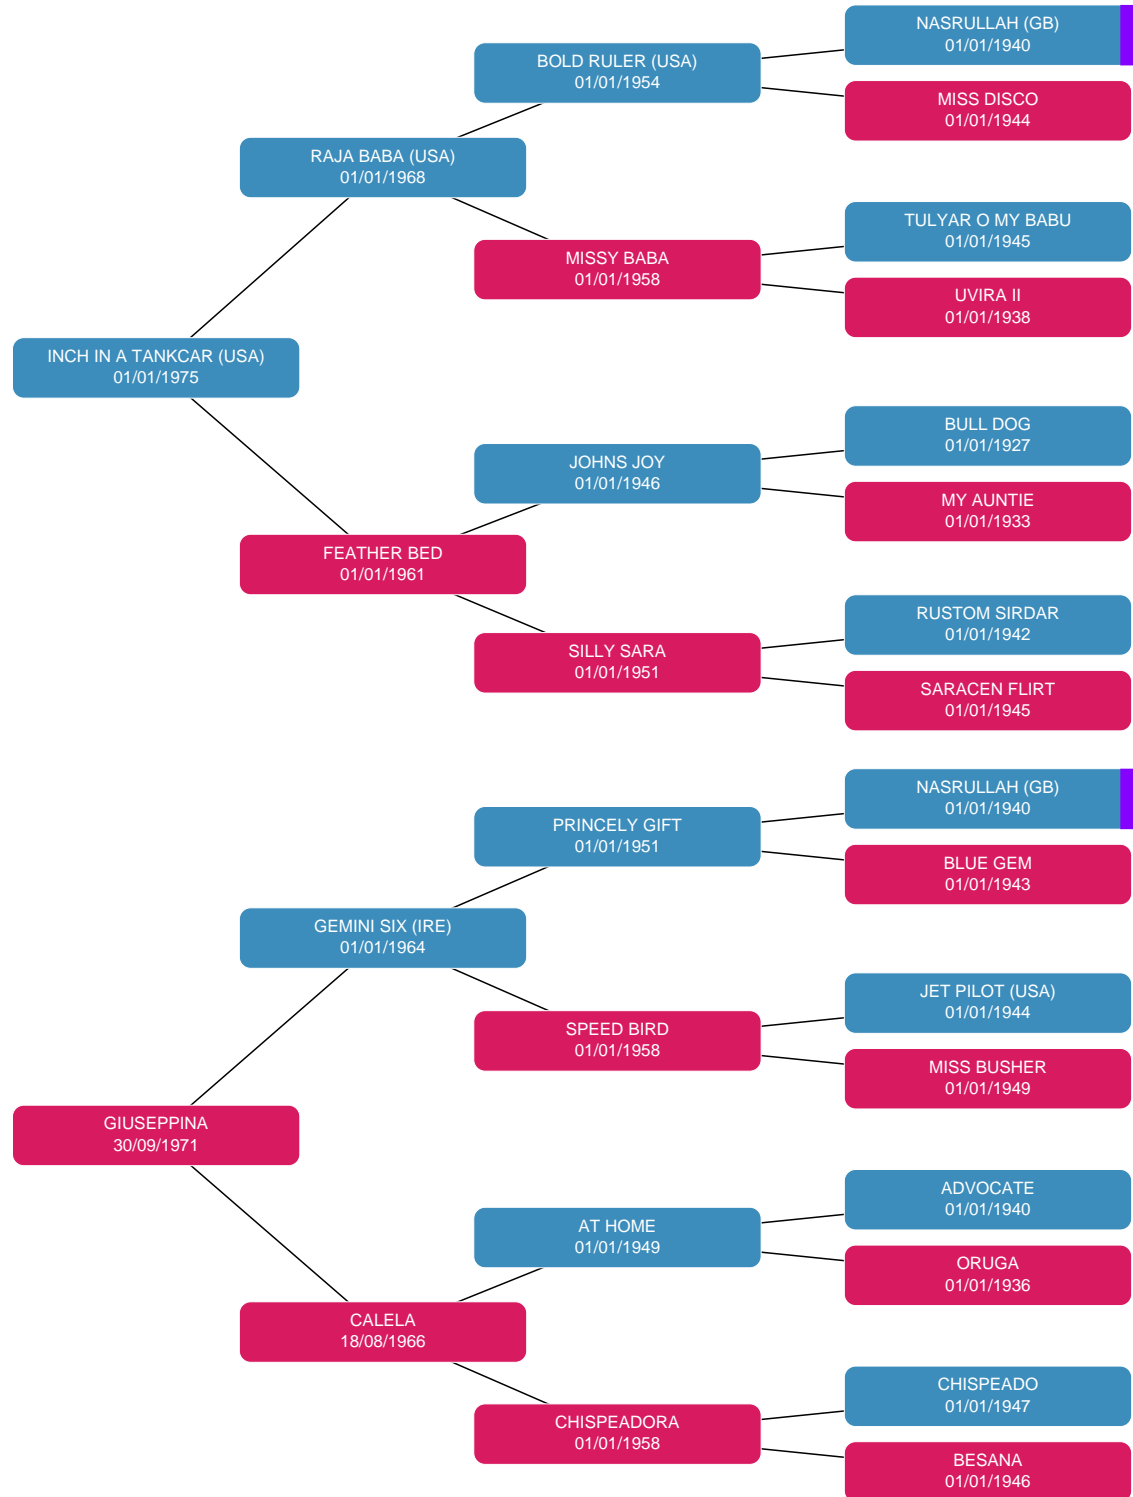 NASRULLAH (GB)
01/01/1940
BOLD RULER (USA)
01/01/1954
MISS DISCO
01/01/1944
RAJA BABA (USA)
01/01/1968
TULYAR O MY BABU
01/01/1945
MISSY BABA
01/01/1958
UVIRA II
01/01/1938
INCH IN A TANKCAR (USA)
01/01/1975
BULL DOG
01/01/1927
JOHNS JOY
01/01/1946
MY AUNTIE
01/01/1933
FEATHER BED
01/01/1961
RUSTOM SIRDAR
01/01/1942
SILLY SARA
01/01/1951
SARACEN FLIRT
01/01/1945
NASRULLAH (GB)
01/01/1940
PRINCELY GIFT
01/01/1951
BLUE GEM
01/01/1943
GEMINI SIX (IRE)
01/01/1964
JET PILOT (USA)
01/01/1944
SPEED BIRD
01/01/1958
MISS BUSHER
01/01/1949
GIUSEPPINA
30/09/1971
ADVOCATE
01/01/1940
AT HOME
01/01/1949
ORUGA
01/01/1936
CALELA
18/08/1966
CHISPEADO
01/01/1947
CHISPEADORA
01/01/1958
BESANA
01/01/1946